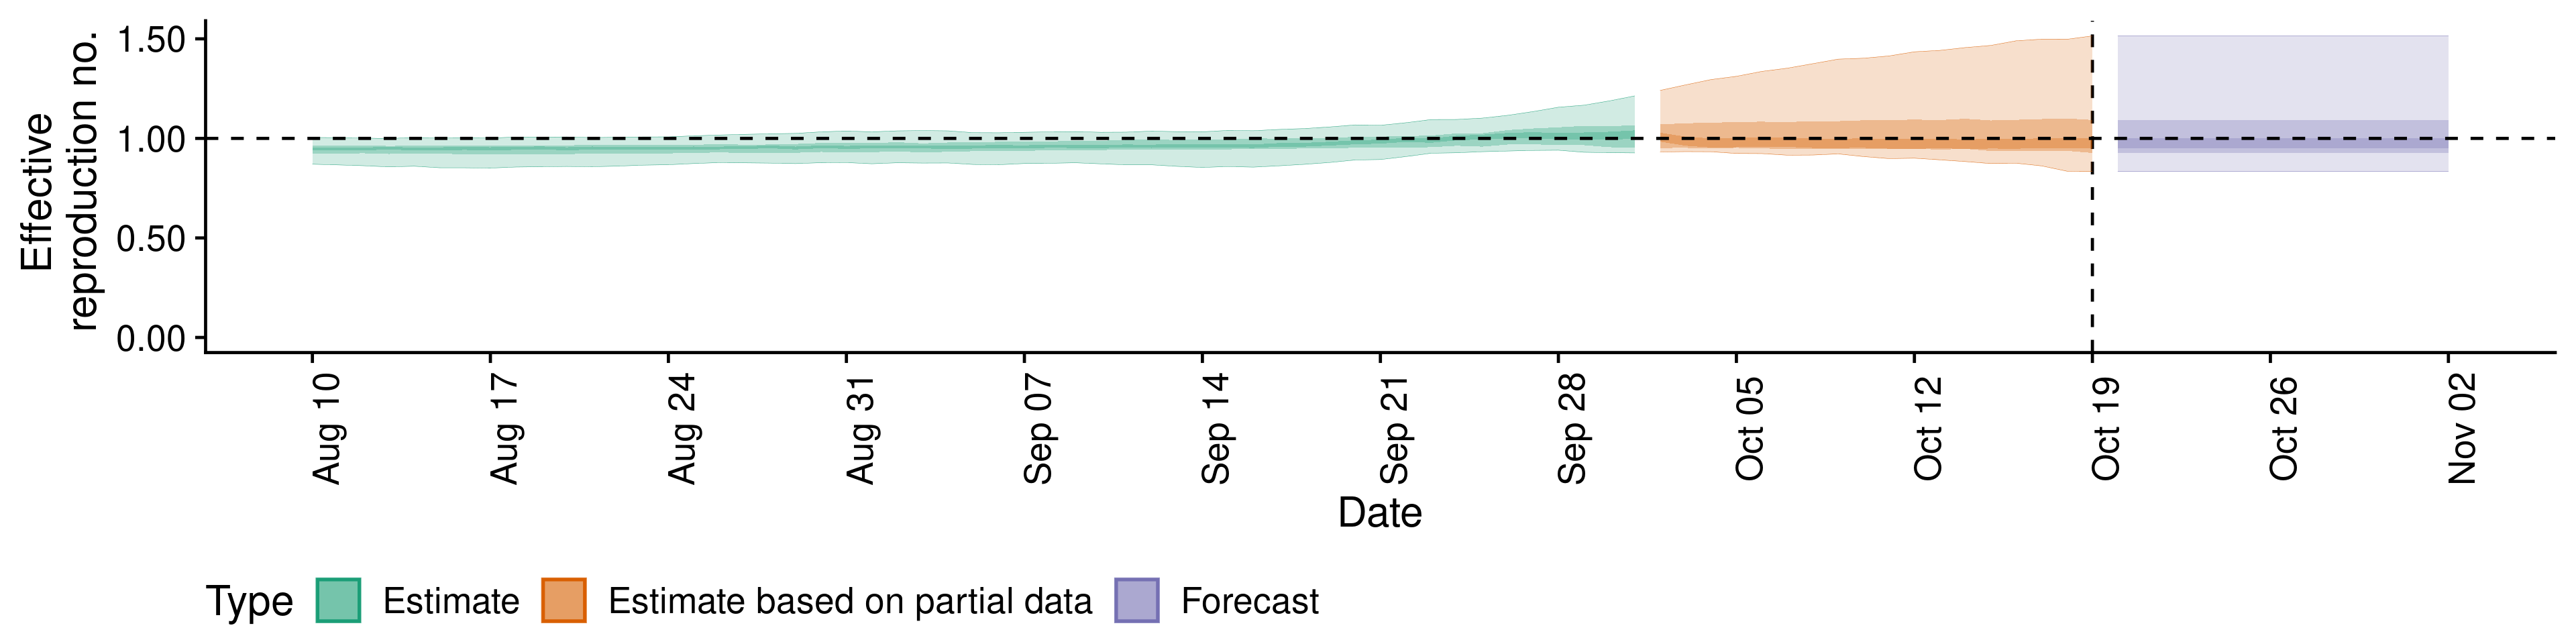 Effective
reproduction no.
1.50
1.00
0.50
0.00
Aug 10
Aug 17
Aug 24
Aug 31
Sep 07
Sep 14
Sep 21
Sep 28
Oct 05
Oct 12
Oct 19
Oct 26
Nov 02
Date
Type Estimate Estimate based on partial data Forecast